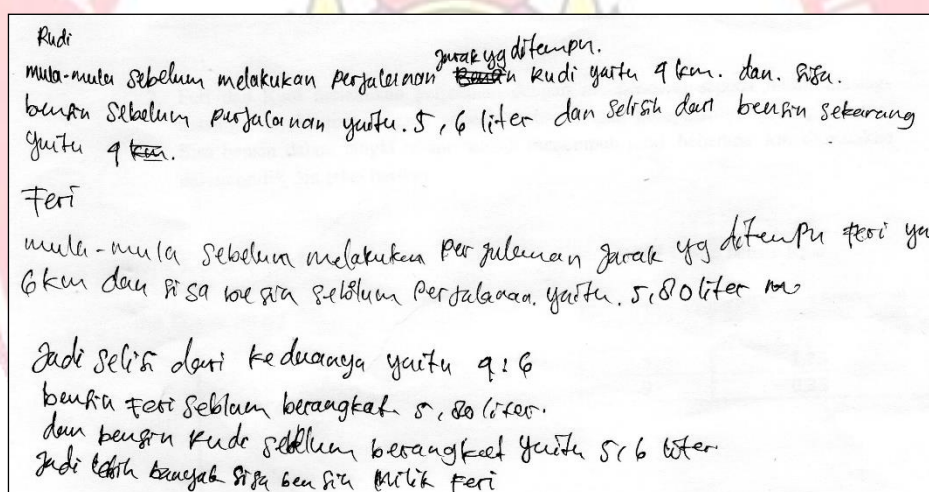 Rudi
mula-mula sebelum melakukan perjalanan jarak yg ditempu. Rudi yaitu 9 km. dan. sisa.
bensin sebelum perjalanan yaitu. 5,6 liter dan selisih dari bensin sekarang
yaitu 9 km.
Feri
mula-mula sebelum melakukan perjalanan jarak yg ditempu Feri ya
6 km dan sisa bensin sebelum perjalanan. yaitu. 5,80 liter
Jadi selisi dari keduanya yaitu 9:6
bensin Feri seblum berangkat 5,80 liter.
dan bensin Rudi sebelum berangkat yaitu 5,6 liter
Jadi lebih banyak sisa bensin milik Feri